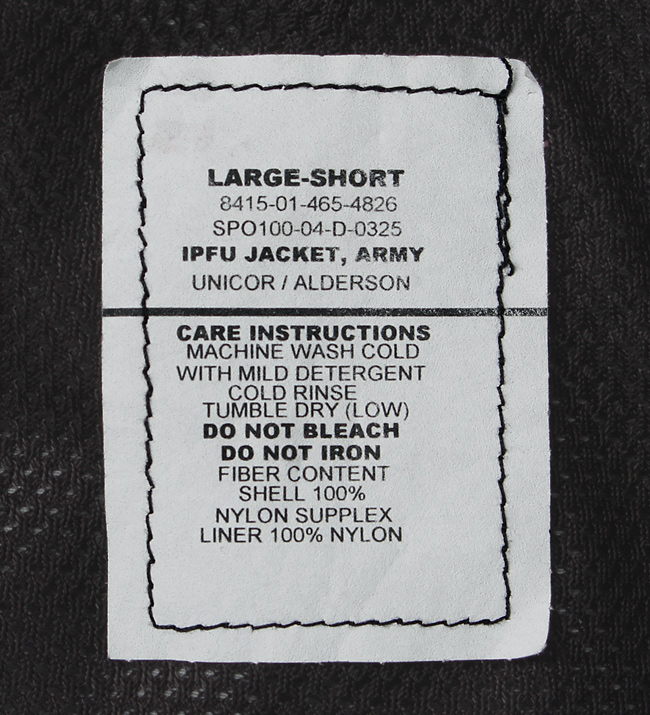 LARGE-SHORT
8415-01-465-4826
SPO100-04-D-0325
IPFU JACKET, ARMY
UNICOR / ALDERSON
CARE INSTRUCTIONS
MACHINE WASH COLD
WITH MILD DETERGENT
COLD RINSE
TUMBLE DRY (LOW)
DO NOT BLEACH
DO NOT IRON
FIBER CONTENT
SHELL 100%
NYLON SUPPLEX
LINER 100% NYLON